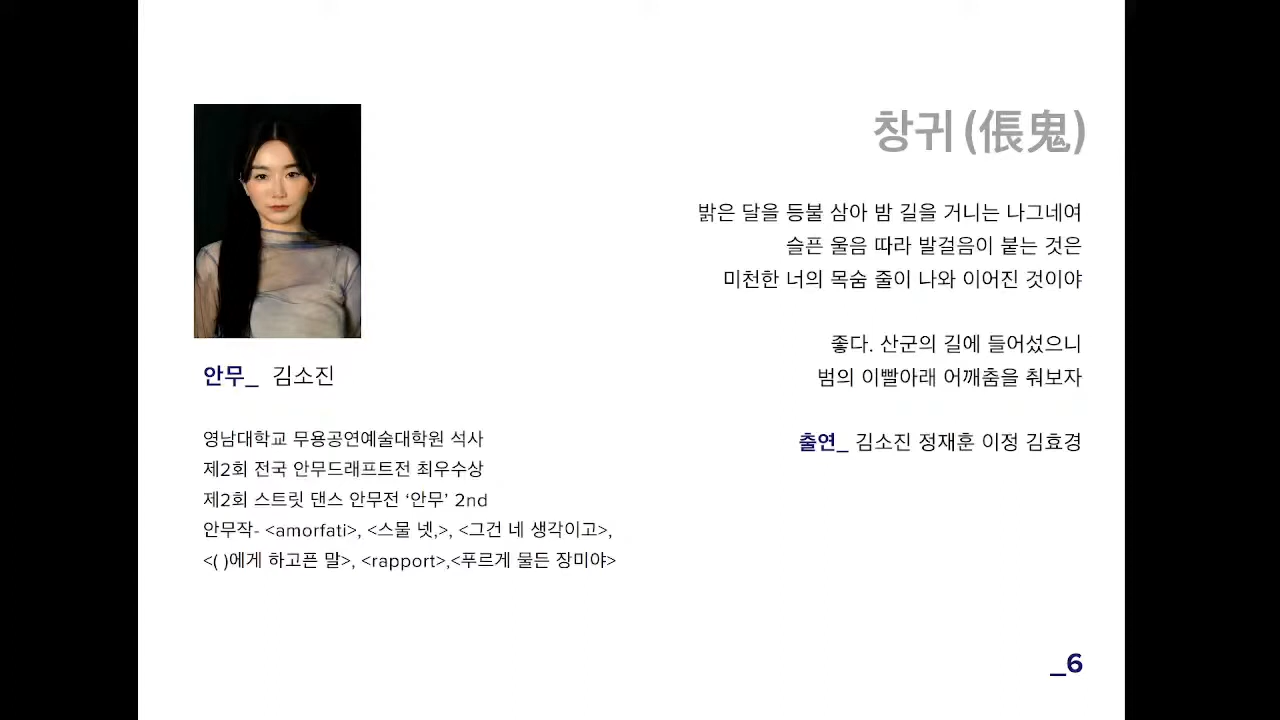 창귀 (倀鬼)
밝은 달을 등불 삼아 밤 길을 거니는 나그네여
슬픈 울음 따라 발걸음이 붙는 것은
미천한 너의 목숨 줄이 나와 이어진 것이야
좋다. 산군의 길에 들어섰으니
범의 이빨아래 어깨춤을 춰보자
출연_ 김소진 정재훈 이정 김효경
안무_ 김소진
영남대학교 무용공연예술대학원 석사
제2회 전국 안무드래프트전 최우수상
제2회 스트릿 댄스 안무전 ‘안무’ 2nd
안무작- <amorfati>, <스물 넷,>, <그건 네 생각이고>,
<( )에게 하고픈 말>, <rapport>,<푸르게 물든 장미야>
_6